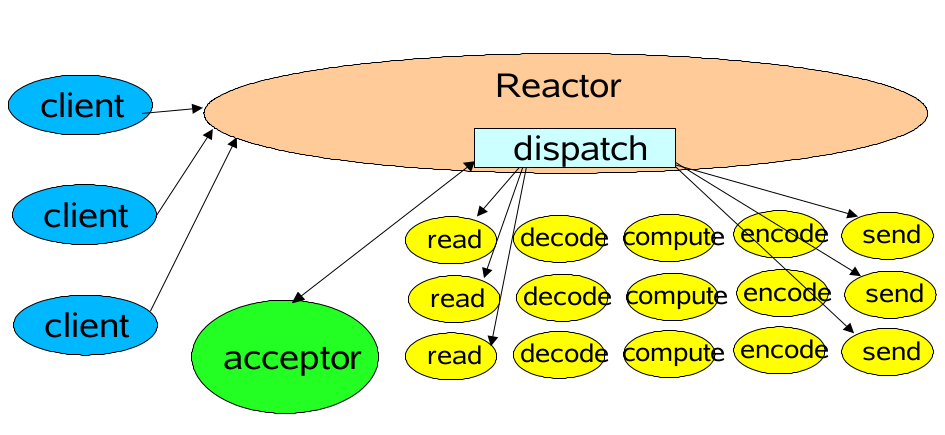 Reactor
client
dispatch
client
read decode compute encode send
client
read decode compute encode send
acceptor
read decode compute encode send